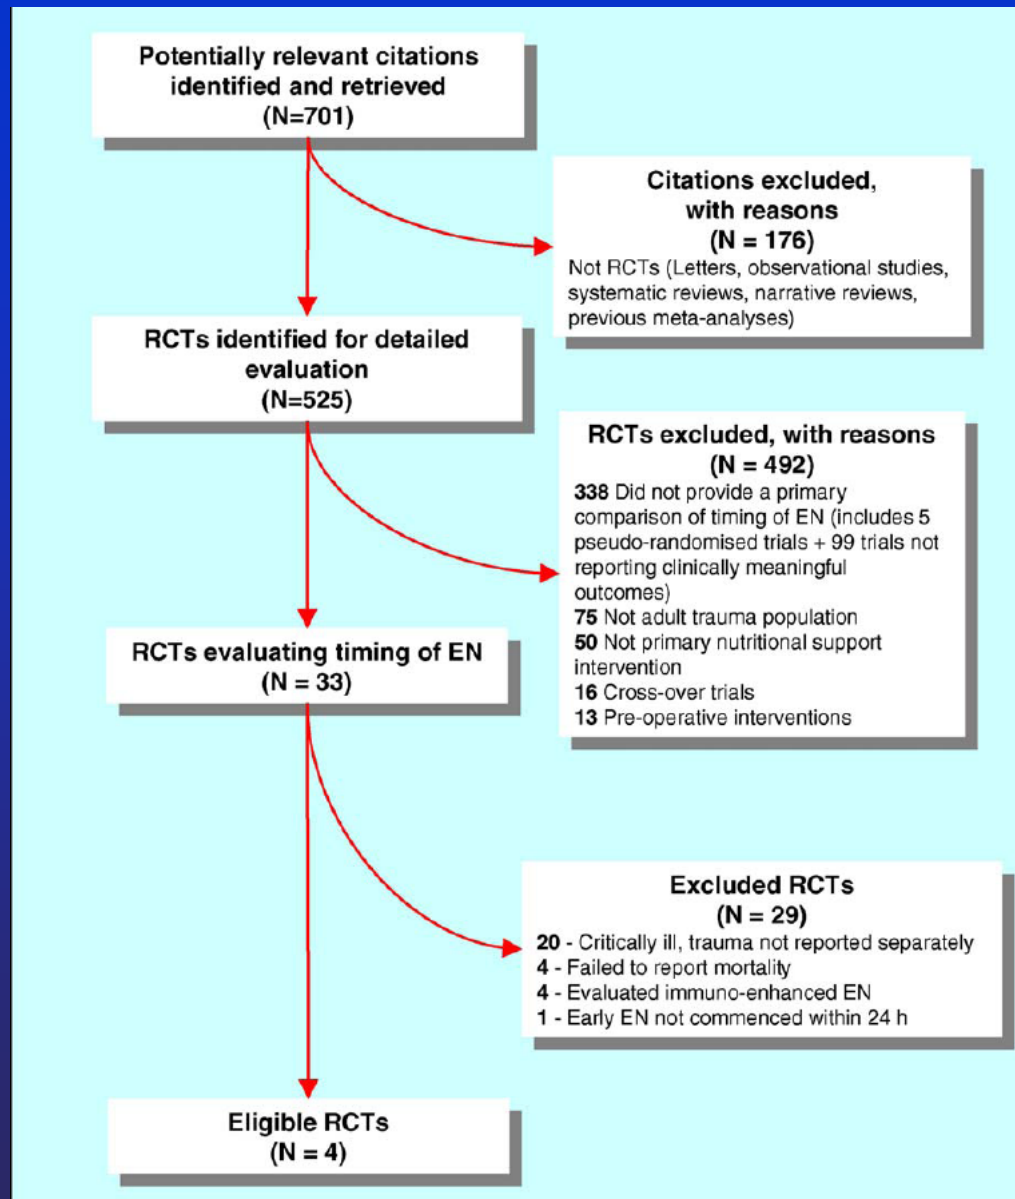 Potentially relevant citations
identified and retrieved
(N=701)
Citations excluded,
with reasons
(N = 176)
Not RCTs (Letters, observational studies,
systematic reviews, narrative reviews,
previous meta-analyses)
RCTs identified for detailed
evaluation
(N=525)
RCTs excluded, with reasons
(N = 492)
338 Did not provide a primary
comparison of timing of EN (includes 5
pseudo-randomised trials + 99 trials not
reporting clinically meaningful
outcomes)
75 Not adult trauma population
50 Not primary nutritional support
intervention
16 Cross-over trials
13 Pre-operative interventions
RCTs evaluating timing of EN
(N = 33)
Excluded RCTs
(N = 29)
20 - Critically ill, trauma not reported separately
4 - Failed to report mortality
4 - Evaluated immuno-enhanced EN
1 - Early EN not commenced within 24 h
Eligible RCTs
(N = 4)